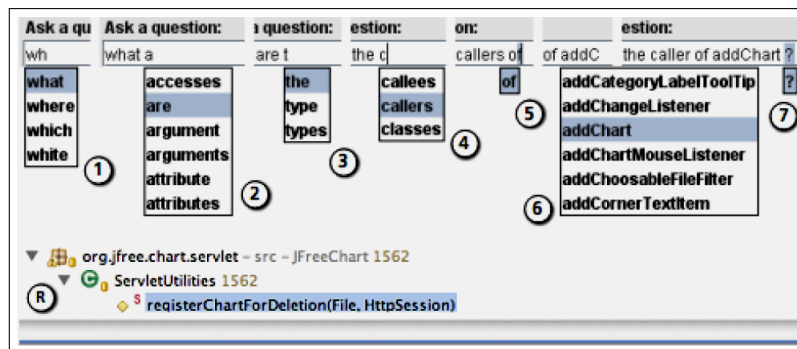 Ask a qu
Ask a question:
a question:
estion:
on:
estion:
wh
what a
are t
the c
callers of
of addC
the caller of addChart ?
what
where
which
white
1
accesses
are
argument
arguments
attribute
attributes
2
the
type
types
3
callees
callers
classes
4
of
5
addCategoryLabelToolTip
addChangeListener
addChart
addChartMouseListener
addChoosableFileFilter
addCornerTextItem
6
?
7
org.jfree.chart.servlet - src - JFreeChart 1562
C ServletUtilities 1562
R
S registerChartForDeletion(File, HttpSession)